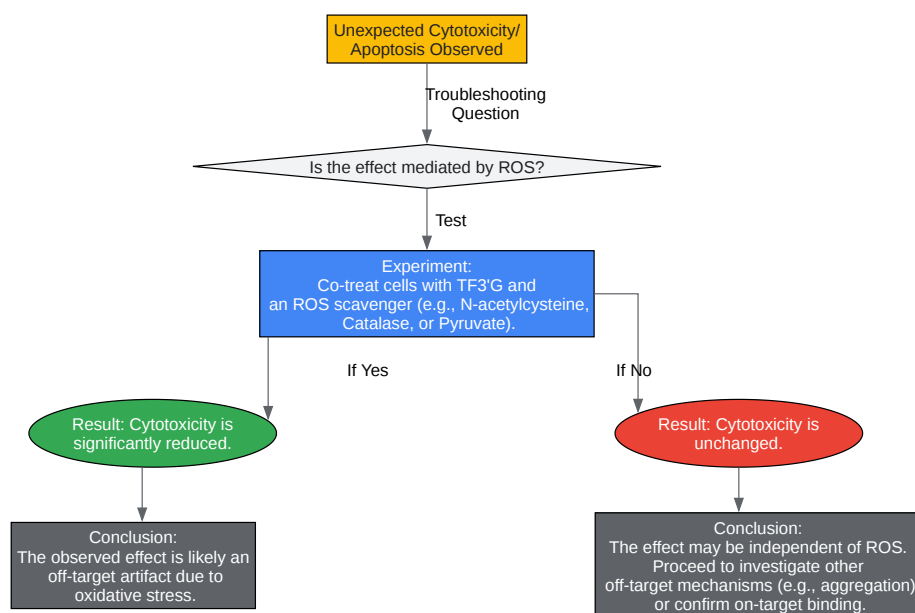 Unexpected Cytotoxicity/
Apoptosis Observed
Troubleshooting
Question
Is the effect mediated by ROS?
Test
Experiment:
Co-treat cells with TF3'G and
an ROS scavenger (e.g., N-acetylcysteine,
Catalase, or Pyruvate).
If Yes
If No
Result: Cytotoxicity is
significantly reduced.
Result: Cytotoxicity is
unchanged.
Conclusion:
The observed effect is likely an
off-target artifact due to
oxidative stress.
Conclusion:
The effect may be independent of ROS.
Proceed to investigate other
off-target mechanisms (e.g., aggregation)
or confirm on-target binding.